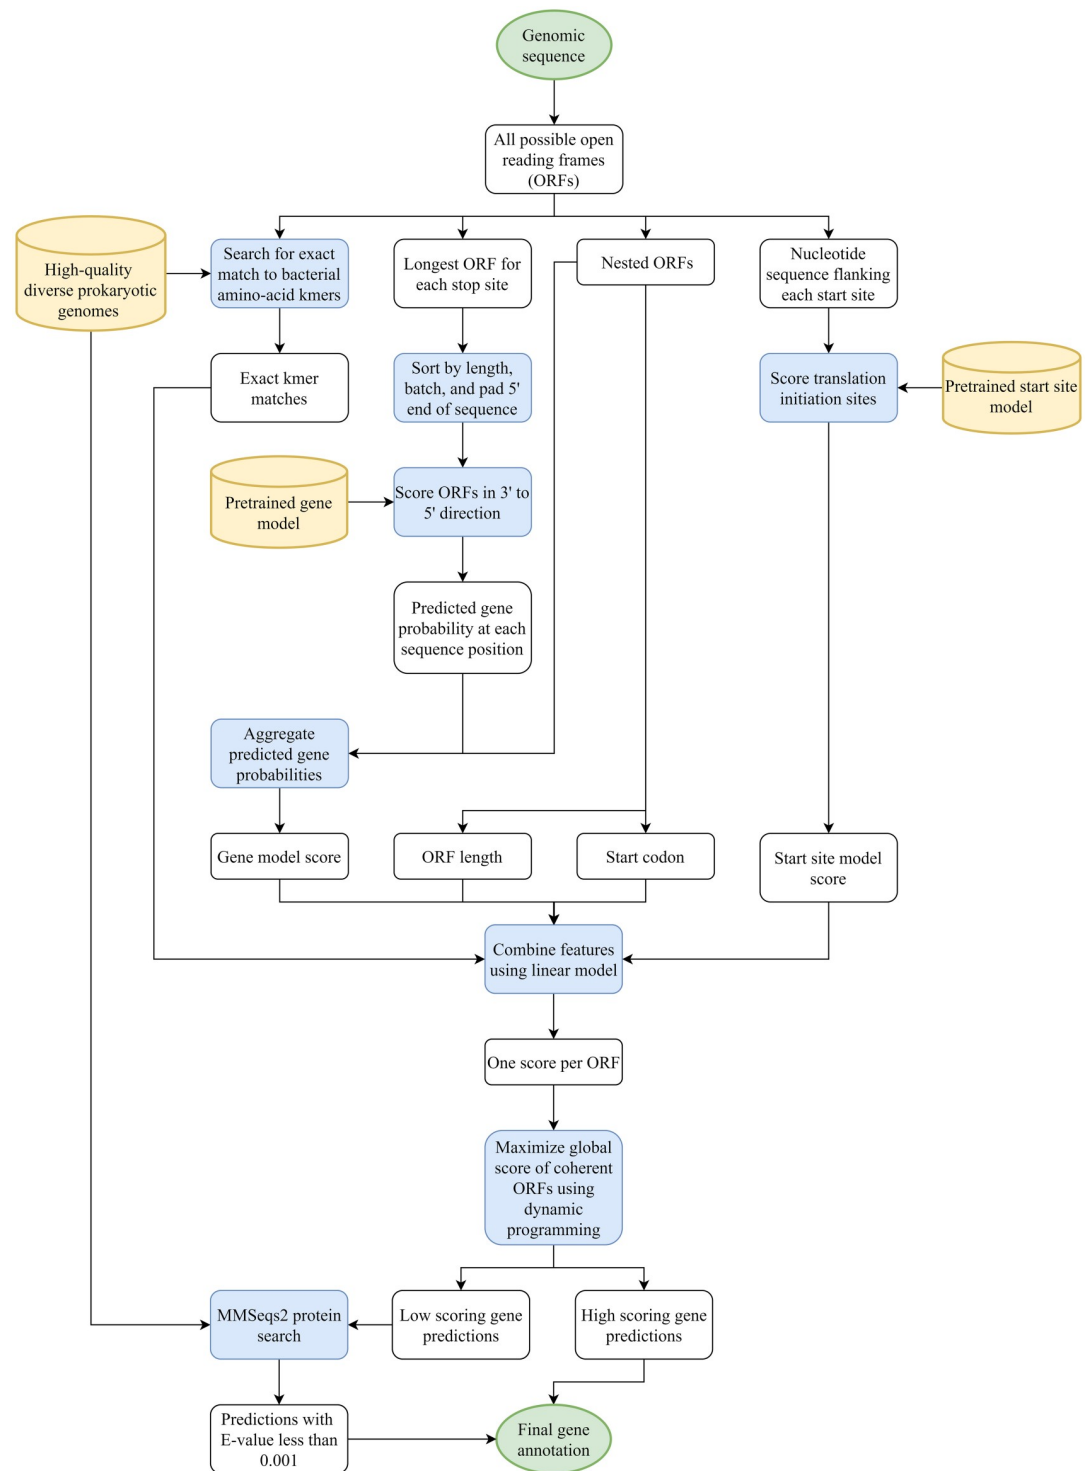 Genomic
sequence
All possible open
reading frames
(ORFs)
High-quality
diverse prokaryotic
genomes
Search for exact
match to bacterial
amino-acid kmers
Longest ORF for
each stop site
Nested ORFs
Nucleotide
sequence flanking
each start site
Exact kmer
matches
Sort by length,
batch, and pad 5'
end of sequence
Score translation
initiation sites
Pretrained start site
model
Pretrained gene
model
Score ORFs in 3' to
5' direction
Predicted gene
probability at each
sequence position
Aggregate
predicted gene
probabilities
Gene model score
ORF length
Start codon
Start site model
score
Combine features
using linear model
One score per ORF
Maximize global
score of coherent
ORFs using
dynamic
programming
MMSeqs2 protein
search
Low scoring gene
predictions
High scoring gene
predictions
Predictions with
E-value less than
0.001
Final gene
annotation